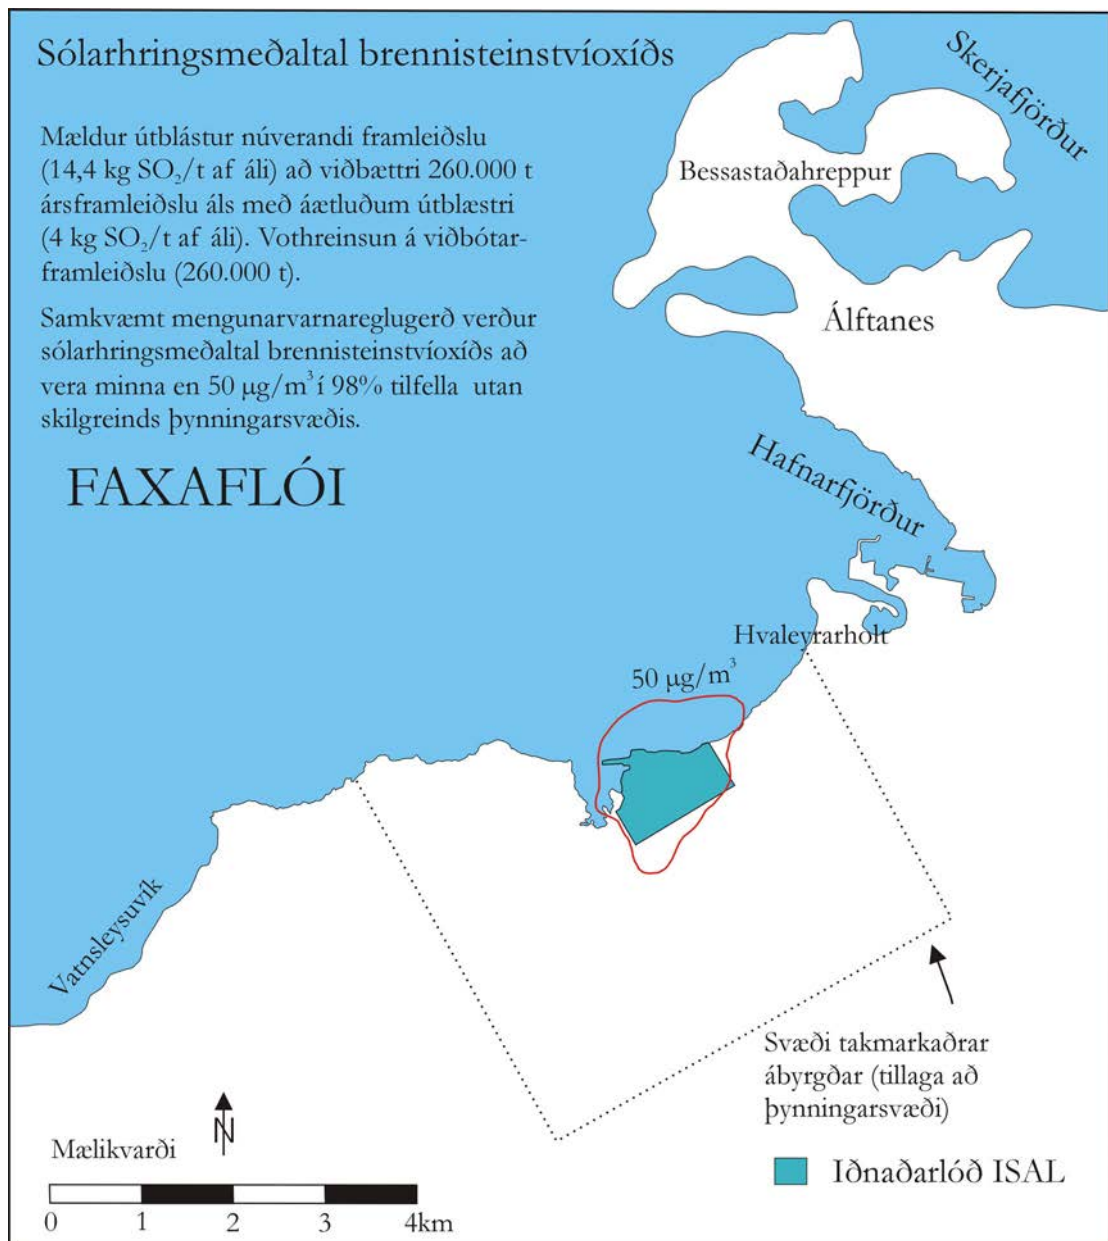 Sólarhringsmeðaltal brennisteinstvíoxíðs
Mældur útblástur núverandi framleiðslu
(14,4 kg SO₂/t af áli) að viðbættri 260.000 t
ársframleiðslu áls með áætluðum útblæstri
(4 kg SO₂/t af áli). Vothreinsun á viðbótar-
framleiðslu (260.000 t).
Samkvæmt mengunarvarnareglugerð verður
sólarhringsmeðaltal brennisteinstvíoxíðs að
vera minna en 50 µg/m³ í 98% tilfella utan
skilgreinds þynningarsvæðis.
FAXAFLÓI
Skerjafjörður
Bessastaðahreppur
Álftanes
Hafnarfjörður
Hvaleyrarholt
50 µg/m³
Vatnsleysuvík
Svæði takmarkaðrar
ábyrgðar (tillaga að
þynningarsvæði)
N
Mælikvarði
0 1 2 3 4km
Iðnaðarlóð ISAL